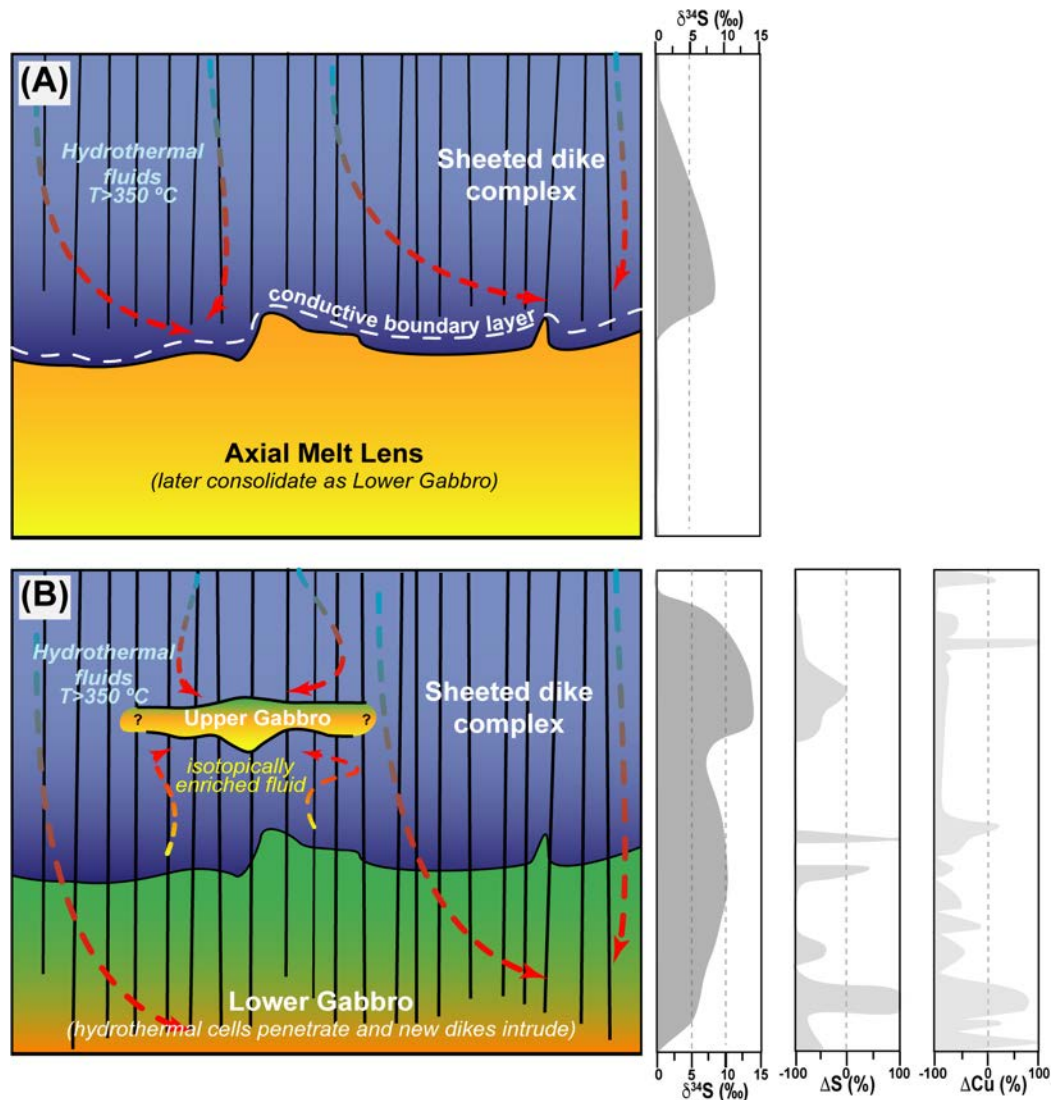 δ³⁴S (‰)
0 5 10 15
(A)
Hydrothermal
fluids
T>350 ºC
Sheeted dike
complex
conductive boundary layer
Axial Melt Lens
(later consolidate as Lower Gabbro)
(B)
Hydrothermal
fluids
T>350 ºC
Sheeted dike
complex
? Upper Gabbro ?
isotopically
enriched fluid
Lower Gabbro
(hydrothermal cells penetrate and new dikes intrude)
0 5 10 15
δ³⁴S (‰)
-100 0 100
ΔS (%)
-100 0 100
ΔCu (%)